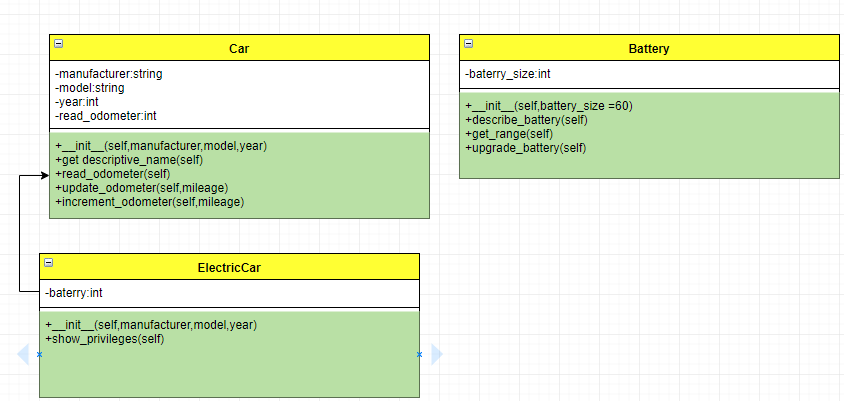 Car
-manufacturer:string
-model:string
-year:int
-read_odometer:int
+__init__(self,manufacturer,model,year)
+get descriptive_name(self)
+read_odometer(self)
+update_odometer(self,mileage)
+increment_odometer(self,mileage)
Battery
-baterry_size:int
+__init__(self,battery_size =60)
+describe_battery(self)
+get_range(self)
+upgrade_battery(self)
ElectricCar
-baterry:int
+__init__(self,manufacturer,model,year)
+show_privileges(self)